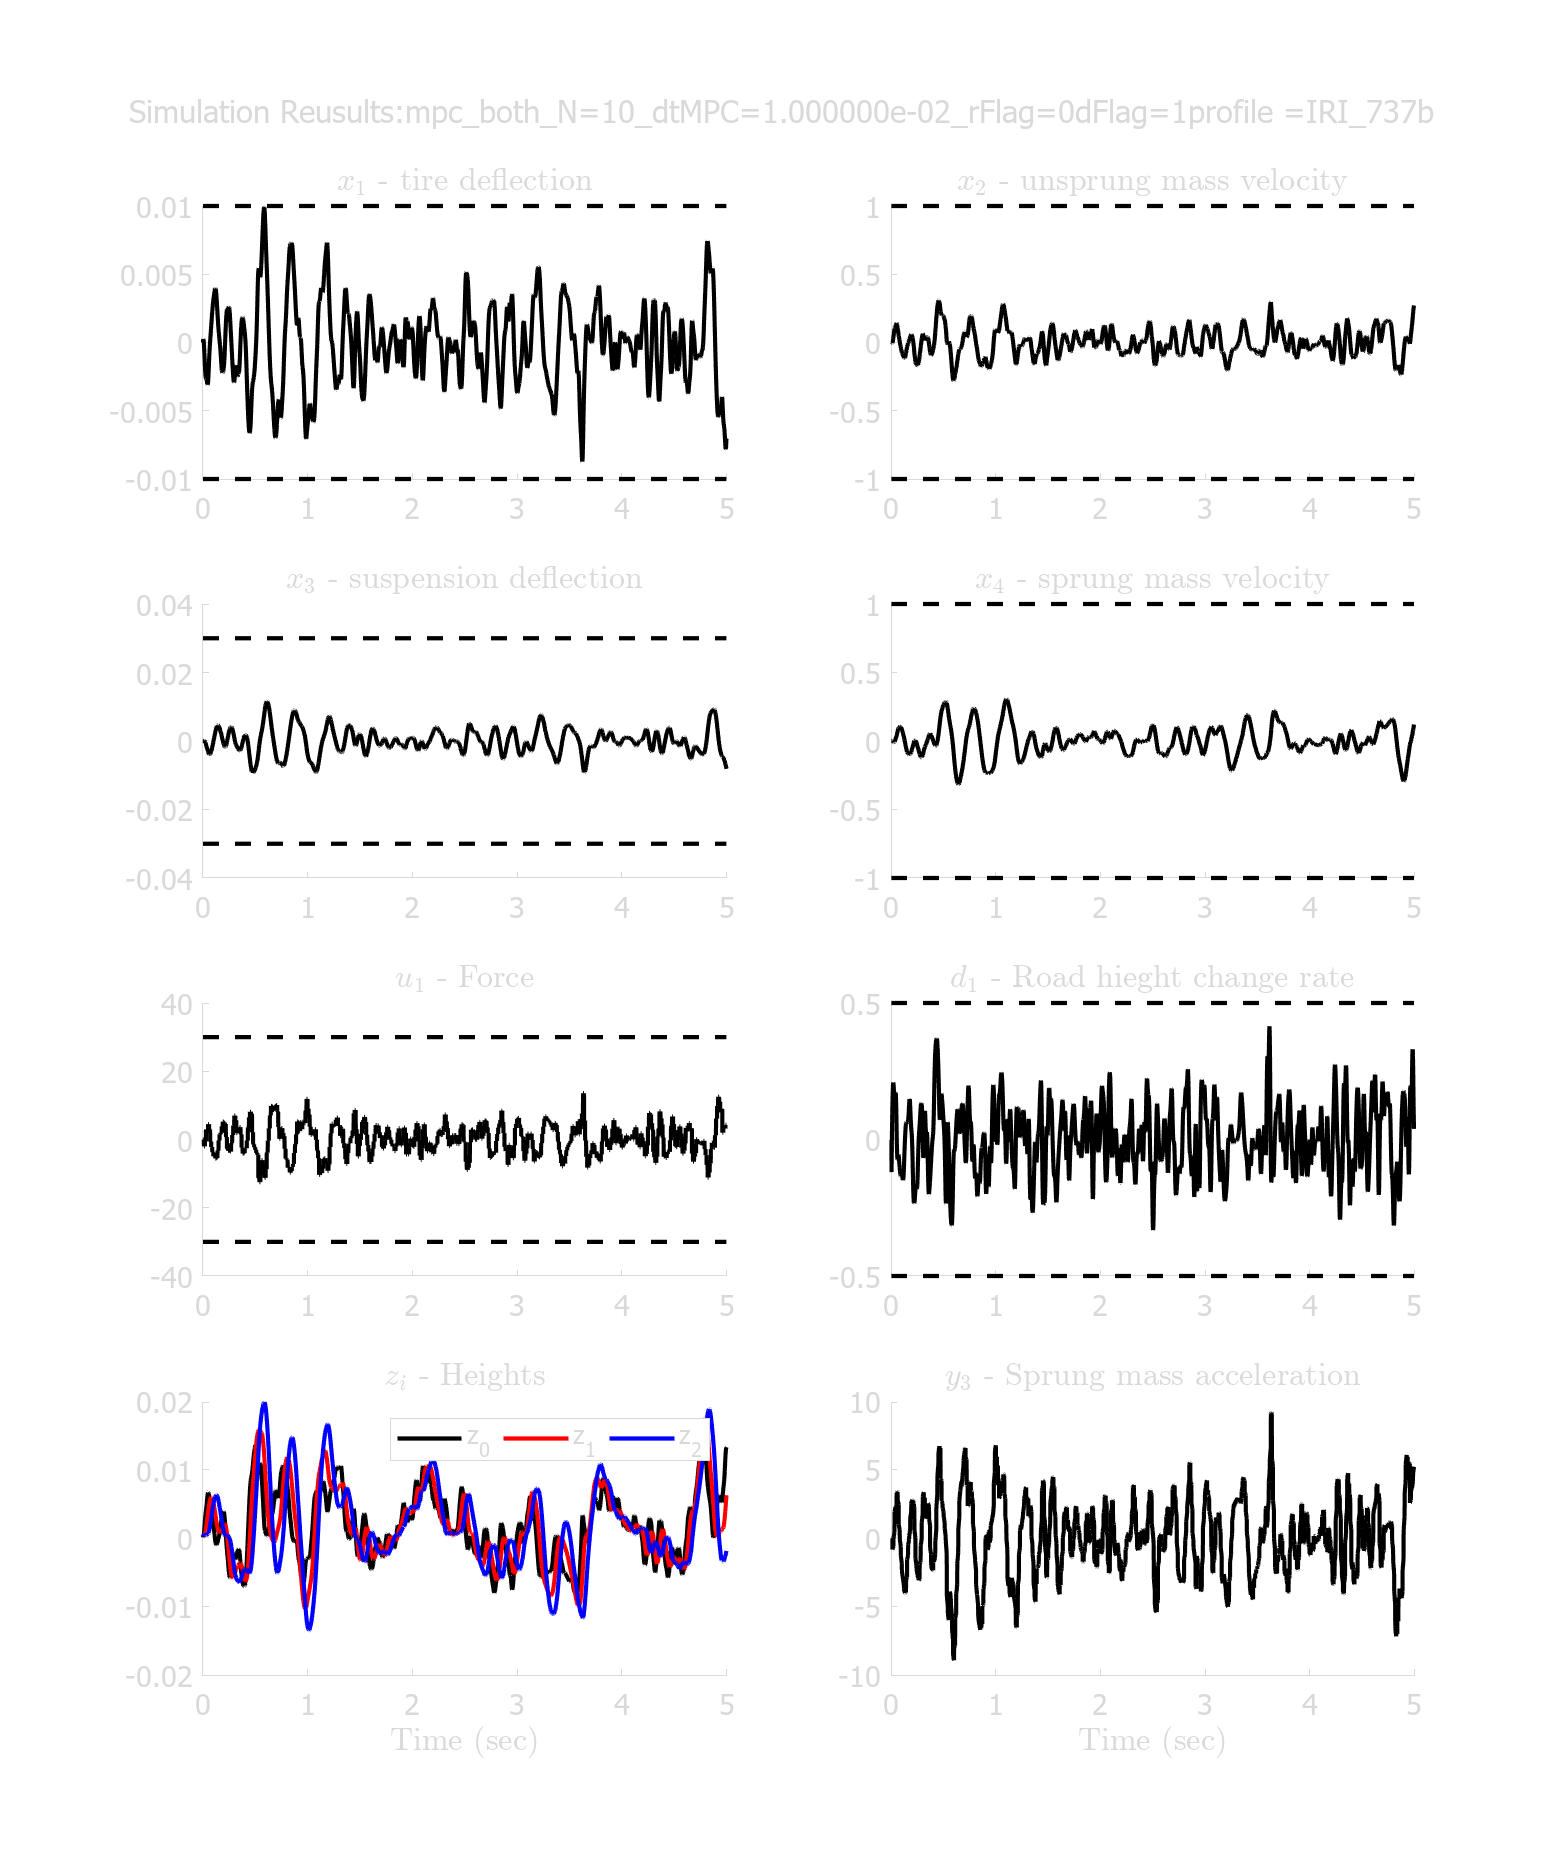 Simulation Reusults:mpc_both_N=10_dtMPC=1.000000e-02_rFlag=0dFlag=1profile =IRI_737b
x1 - tire deflection
0.01
0.005
0
-0.005
-0.01
0 1 2 3 4 5
x2 - unsprung mass velocity
1
0.5
0
-0.5
-1
0 1 2 3 4 5
x3 - suspension deflection
0.04
0.02
0
-0.02
-0.04
0 1 2 3 4 5
x4 - sprung mass velocity
1
0.5
0
-0.5
-1
0 1 2 3 4 5
u1 - Force
40
20
0
-20
-40
0 1 2 3 4 5
d1 - Road hieght change rate
0.5
0
-0.5
0 1 2 3 4 5
zi - Heights
z0 z1 z2
0.02
0.01
0
-0.01
-0.02
0 1 2 3 4 5
Time (sec)
y3 - Sprung mass acceleration
10
5
0
-5
-10
0 1 2 3 4 5
Time (sec)